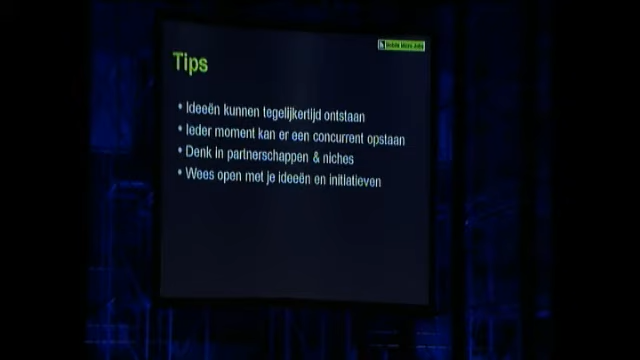 Tips
• Ideeën kunnen tegelijkertijd ontstaan
• Ieder moment kan er een concurrent opstaan
• Denk in partnerschappen & niches
• Wees open met je ideeën en initiatieven